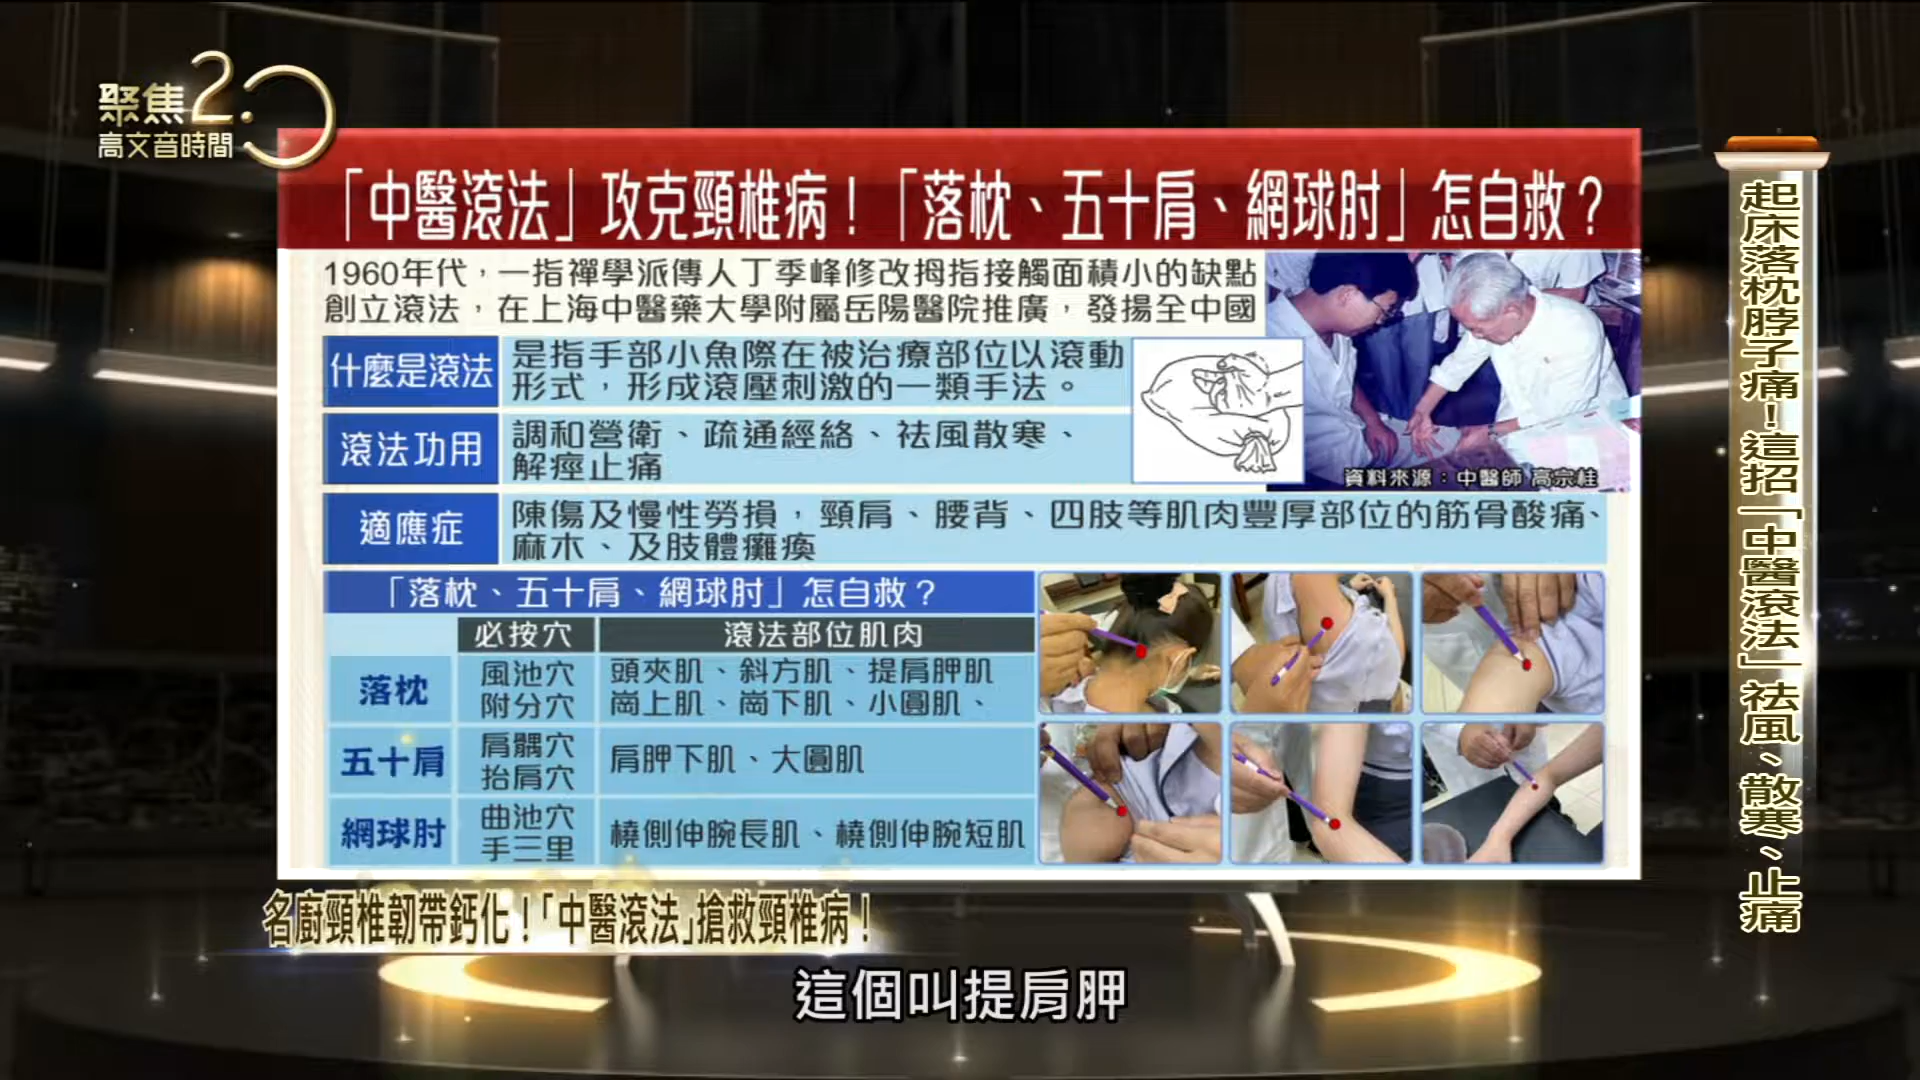 聚焦2.0
高文音時間
「中醫滾法」攻克頸椎病！「落枕、五十肩、網球肘」怎自救？
1960年代，一指禪學派傳人丁季峰修改拇指接觸面積小的缺點
創立滾法，在上海中醫藥大學附屬岳陽醫院推廣，發揚全中國
什麼是滾法
是指手部小魚際在被治療部位以滾動
形式，形成滾壓刺激的一類手法。
滾法功用
調和營衛、疏通經絡、祛風散寒、
解痙止痛
資料來源：中醫師 高宗桂
適應症
陳傷及慢性勞損，頸肩、腰背、四肢等肌肉豐厚部位的筋骨酸痛、
麻木、及肢體癱瘓
「落枕、五十肩、網球肘」怎自救？
必按穴 滾法部位肌肉
落枕
風池穴
附分穴
頭夾肌、斜方肌、提肩胛肌
崗上肌、崗下肌、小圓肌、
五十肩
肩髃穴
抬肩穴
肩胛下肌、大圓肌
網球肘
曲池穴
手三里
橈側伸腕長肌、橈側伸腕短肌
起床落枕脖子痛！這招「中醫滾法」祛風、散寒、止痛
名廚頸椎韌帶鈣化！「中醫滾法」搶救頸椎病！
這個叫提肩胛